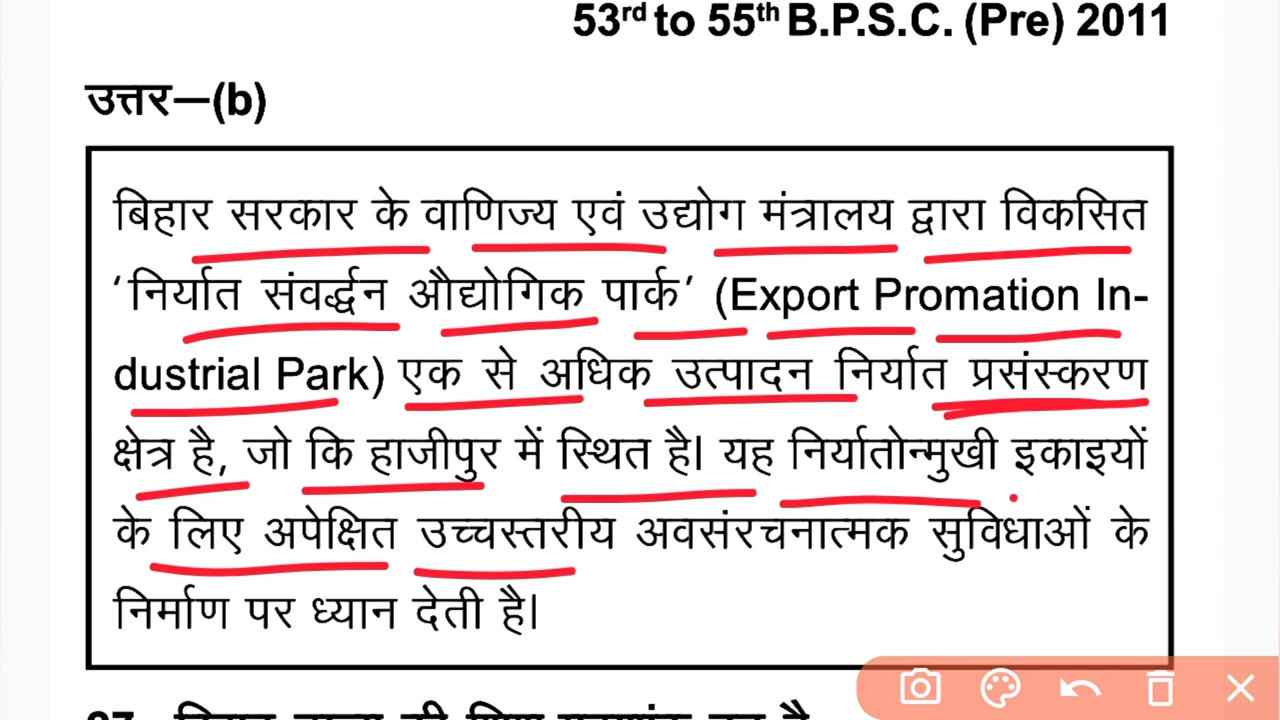 53rd to 55th B.P.S.C. (Pre) 2011
उत्तर—(b)
बिहार सरकार के वाणिज्य एवं उद्योग मंत्रालय द्वारा विकसित
‘निर्यात संवर्द्धन औद्योगिक पार्क’ (Export Promation In-
dustrial Park) एक से अधिक उत्पादन निर्यात प्रसंस्करण
क्षेत्र है, जो कि हाजीपुर में स्थित है। यह निर्यातोन्मुखी इकाइयों
के लिए अपेक्षित उच्चस्तरीय अवसंरचनात्मक सुविधाओं के
निर्माण पर ध्यान देती है।